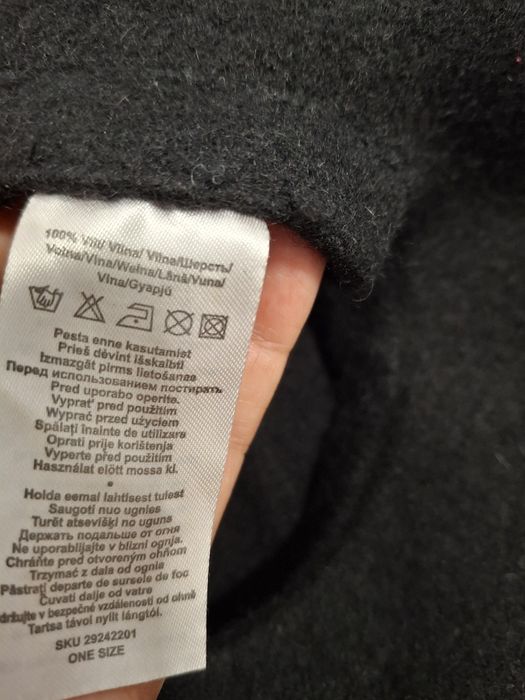 100% Vill/ Vilna/ Vilna/Шерсть/
Volna/Vlna/Wełna/Lână/Vuna/
Vlna/Gyapjú
Pesta enne kasutamist
Prieš dėvint išskalbti
Izmazgāt pirms lietošanas
Перед использованием постирать
Pred uporabo operite.
Vyprať pred použitím
Wyprać przed użyciem
Spălați înainte de utilizare
Oprati prije korištenja
Vyperte před použitím
Használat előtt mossa ki.
•
Hoida eemal lahtisest tulest
Saugoti nuo ugnies
Turēt atsevišķi no uguns
Держать подальше от огня
Ne uporabljajte v blizni ognja.
Chráňte pred otvoreným ohňom
Trzymać z dala od ognia
Păstrați departe de sursele de foc
Čuvati dalje od vatre
držujte v bezpečné vzdálenosti od ohně
Tartsa távol nyílt lángtól.
SKU 29242201
ONE SIZE